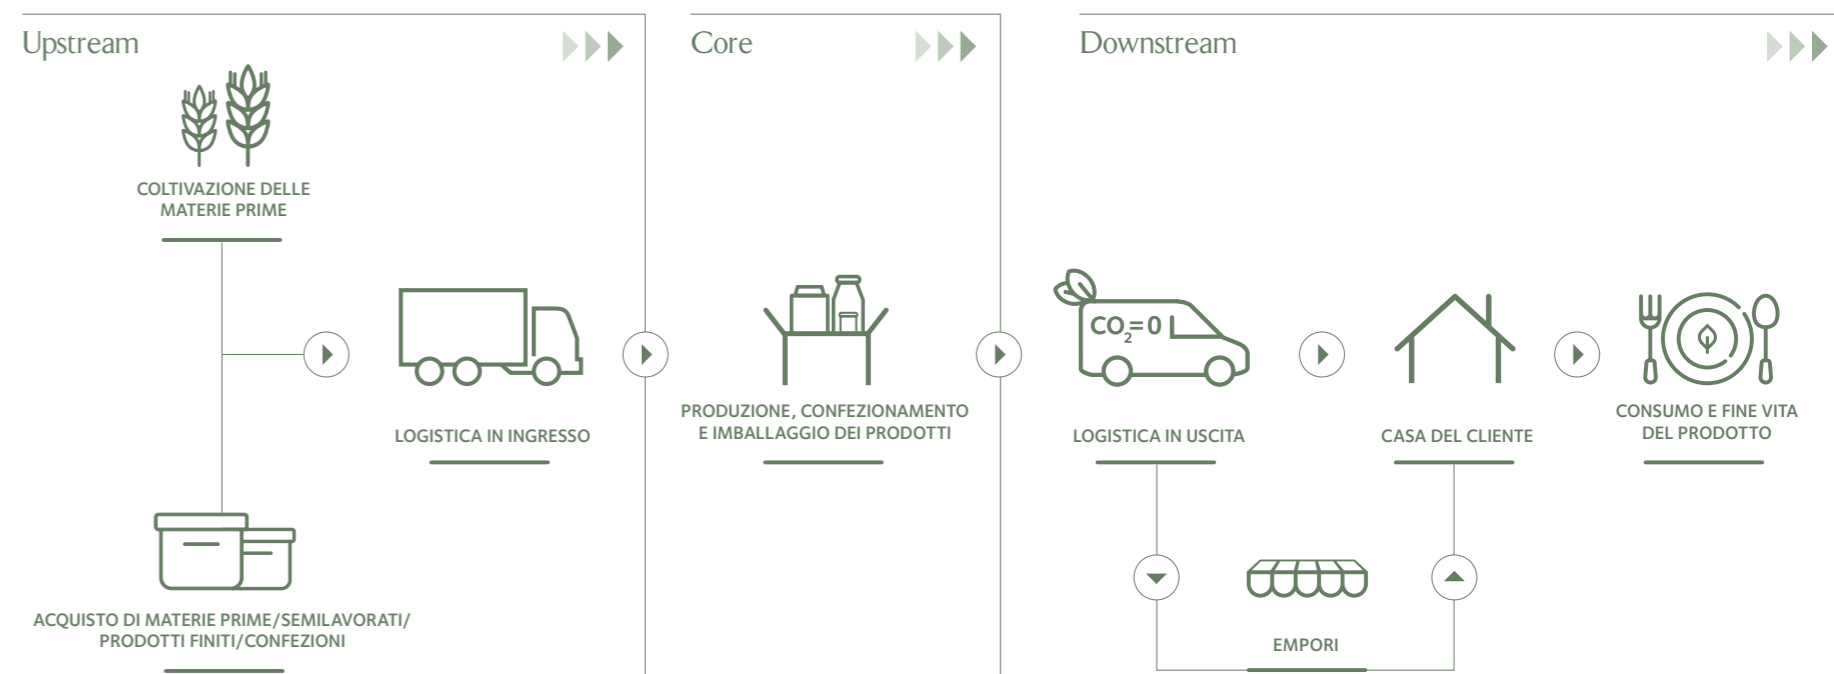 Upstream
Core
Downstream
COLTIVAZIONE DELLE
MATERIE PRIME
CO2=0
LOGISTICA IN INGRESSO
PRODUZIONE, CONFEZIONAMENTO
E IMBALLAGGIO DEI PRODOTTI
LOGISTICA IN USCITA
CASA DEL CLIENTE
CONSUMO E FINE VITA
DEL PRODOTTO
ACQUISTO DI MATERIE PRIME/SEMILAVORATI/
PRODOTTI FINITI/CONFEZIONI
EMPORI